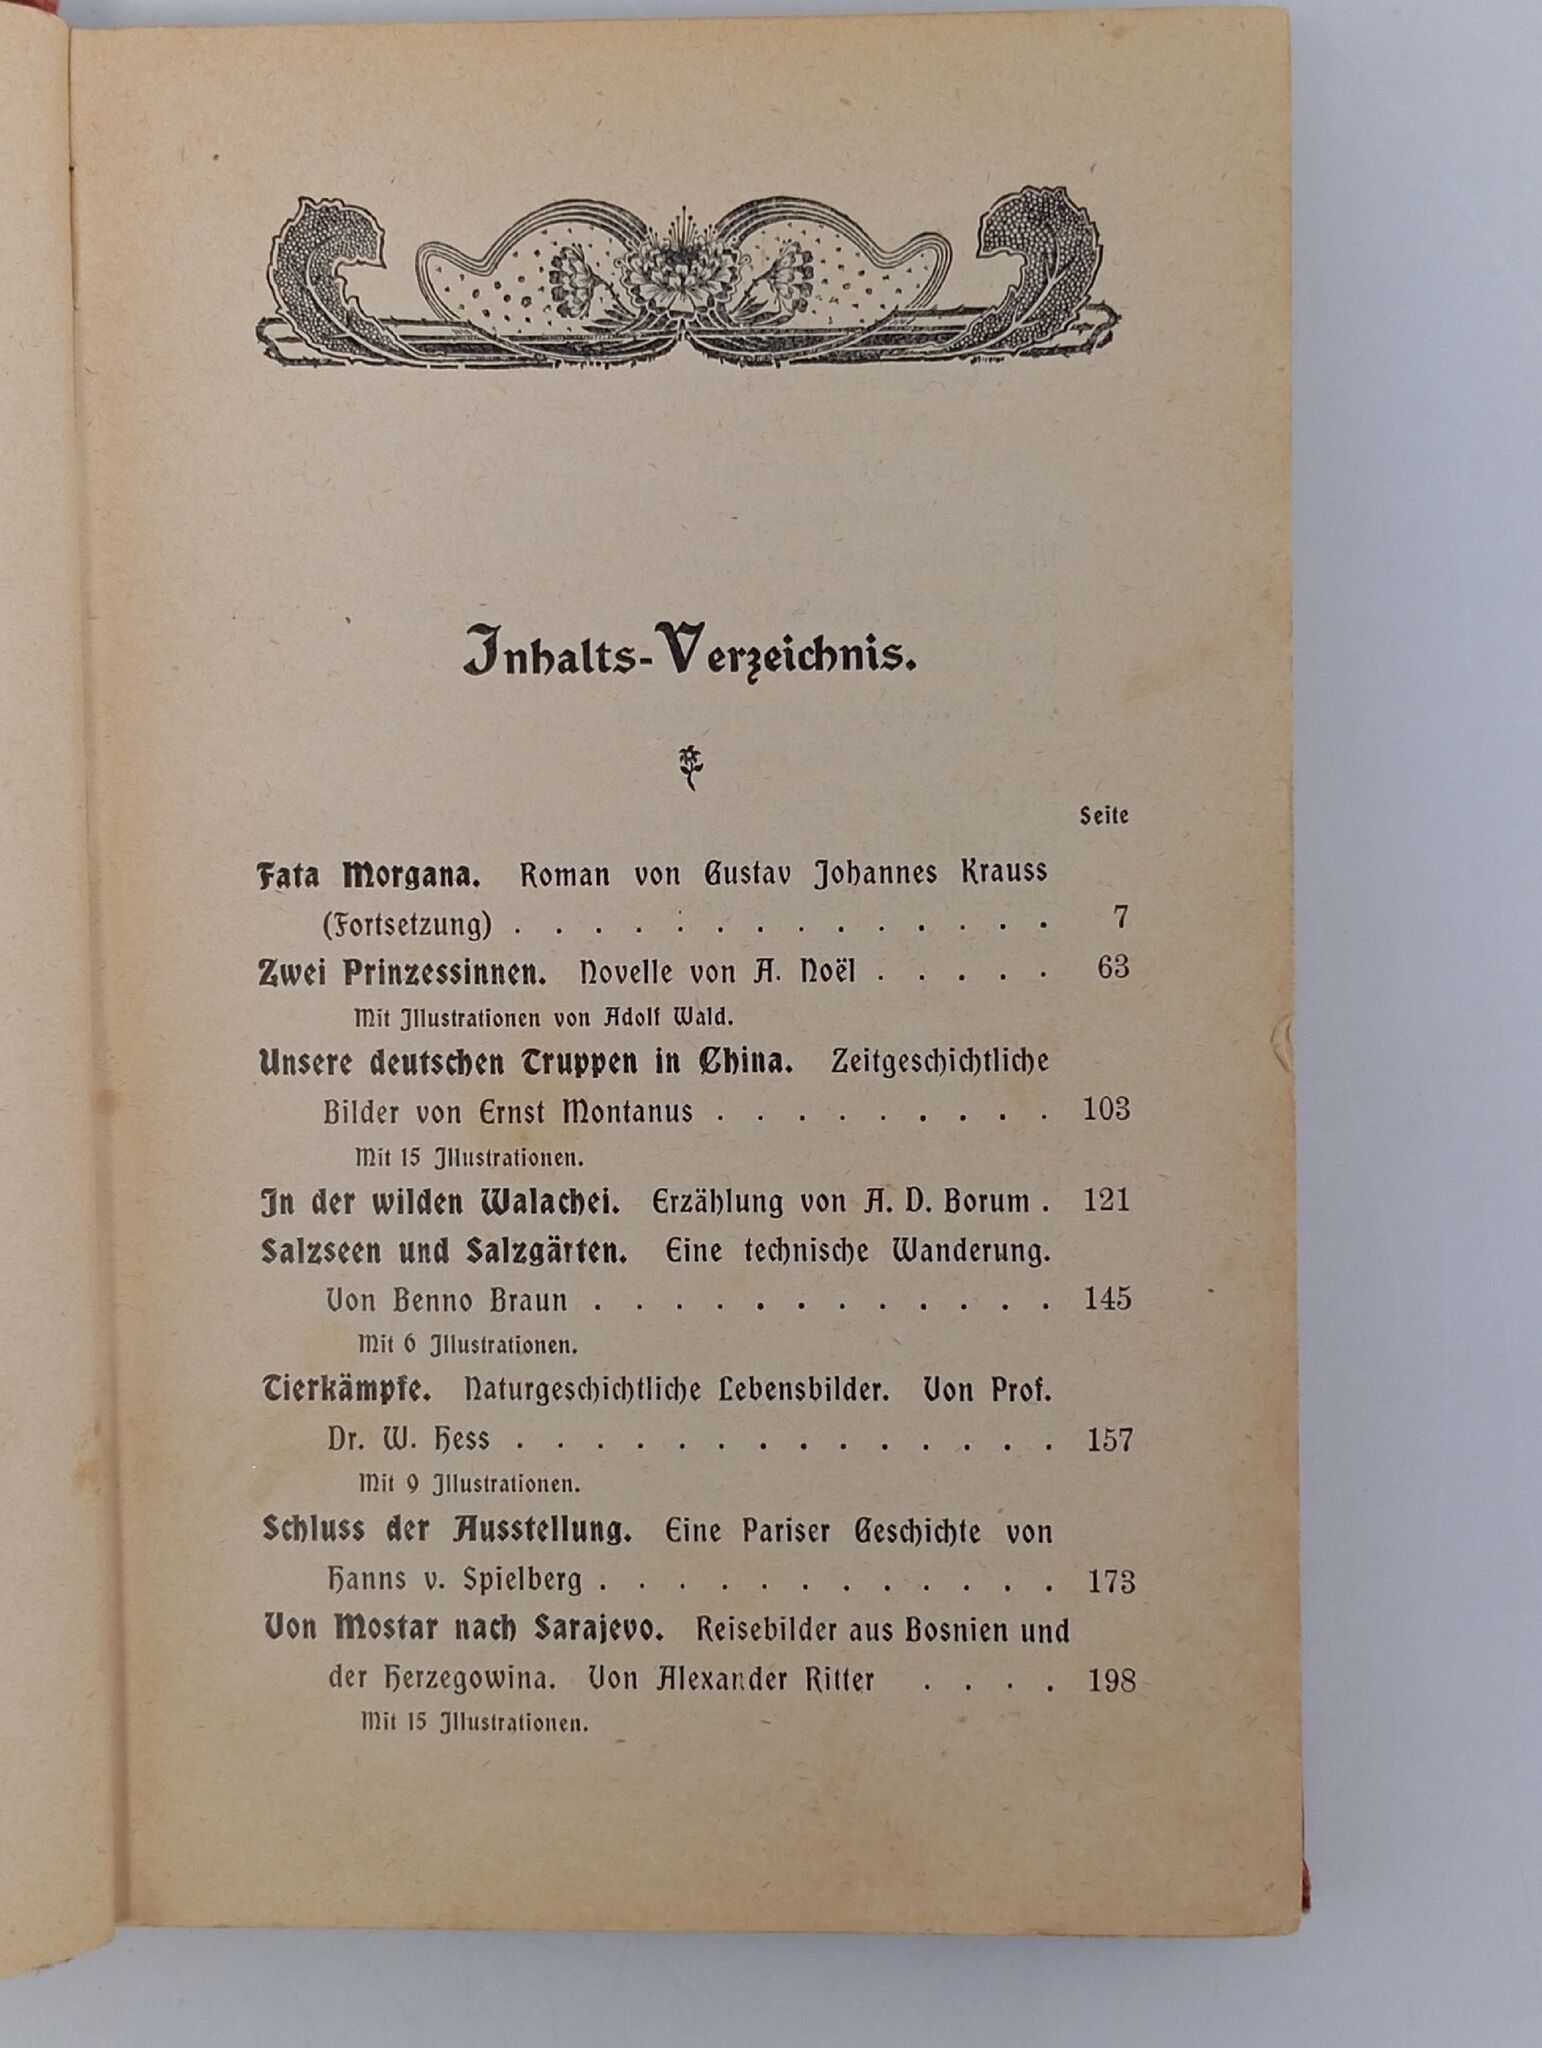 Inhalts-Verzeichnis.
Seite
Fata Morgana. Roman von Gustav Johannes Krauss
(Fortsetzung) . . . . . . . . . . . . . . 7
Zwei Prinzessinnen. Novelle von A. Noël . . . . . 63
Mit Illustrationen von Adolf Wald.
Unsere deutschen Truppen in China. Zeitgeschichtliche
Bilder von Ernst Montanus . . . . . . . . . 103
Mit 15 Illustrationen.
In der wilden Walachei. Erzählung von A. D. Borum . 121
Salzseen und Salzgärten. Eine technische Wanderung.
Von Benno Braun . . . . . . . . . . . . 145
Mit 6 Illustrationen.
Tierkämpfe. Naturgeschichtliche Lebensbilder. Von Prof.
Dr. W. Hess . . . . . . . . . . . . . . 157
Mit 9 Illustrationen.
Schluss der Ausstellung. Eine Pariser Geschichte von
Hanns v. Spielberg . . . . . . . . . . . . 173
Von Mostar nach Sarajevo. Reisebilder aus Bosnien und
der Herzegowina. Von Alexander Ritter . . . . 198
Mit 15 Illustrationen.